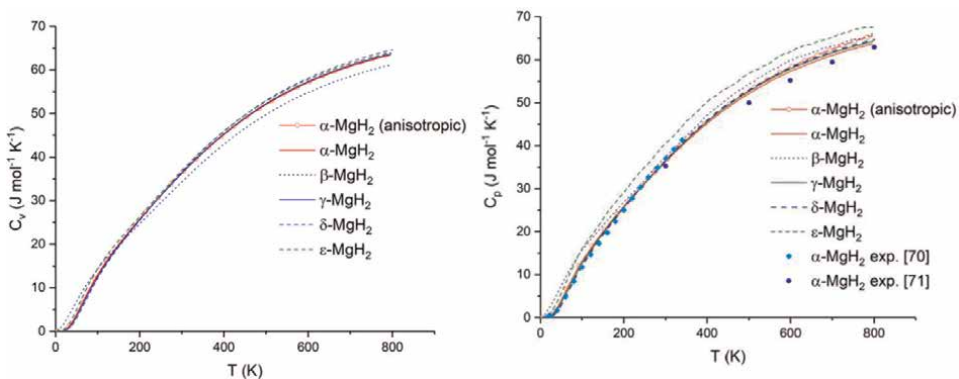 70
60
50
40
30
20
10
0
C_v (J mol⁻¹ K⁻¹)
0 200 400 600 800
T (K)
α-MgH₂ (anisotropic)
α-MgH₂
β-MgH₂
γ-MgH₂
δ-MgH₂
ε-MgH₂
70
60
50
40
30
20
10
0
C_p (J mol⁻¹ K⁻¹)
0 200 400 600 800
T (K)
α-MgH₂ (anisotropic)
α-MgH₂
β-MgH₂
γ-MgH₂
δ-MgH₂
ε-MgH₂
α-MgH₂ exp. [70]
α-MgH₂ exp. [71]